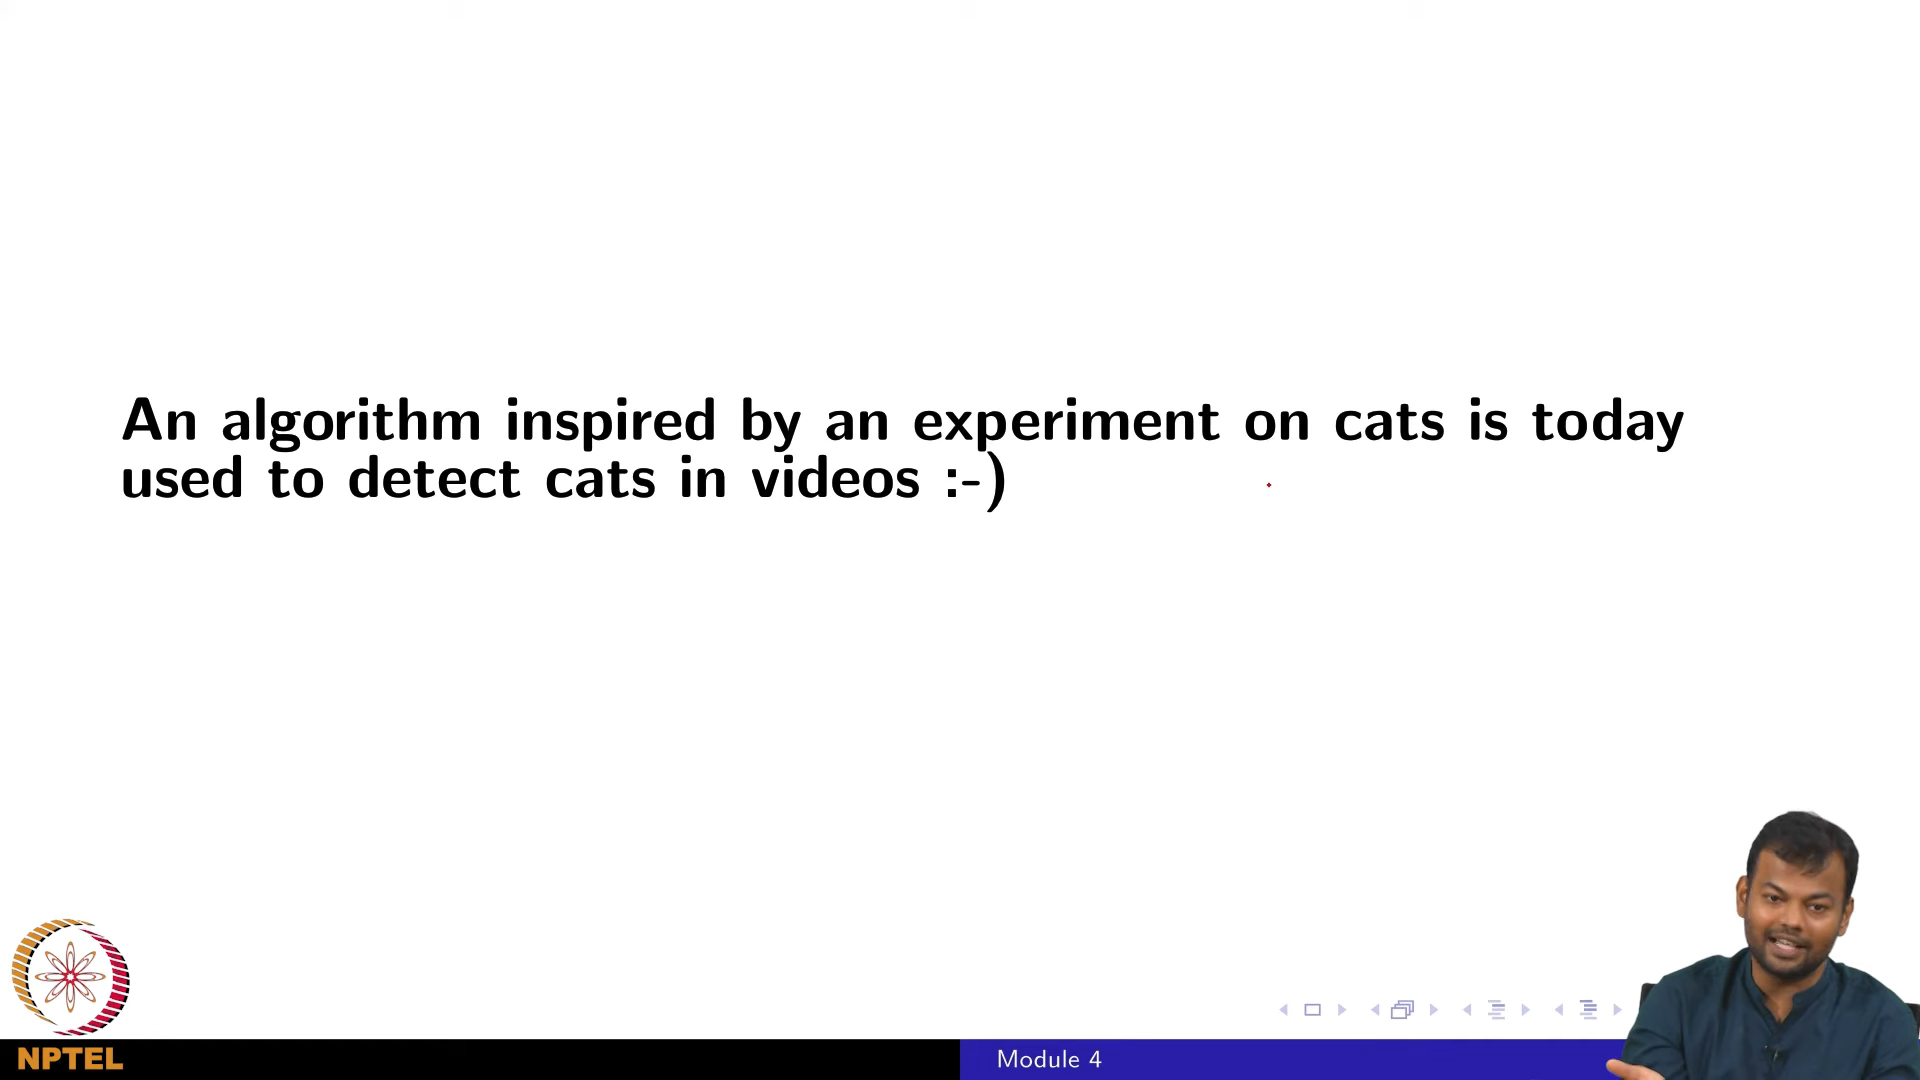 An algorithm inspired by an experiment on cats is today
used to detect cats in videos :-)
NPTEL
Module 4